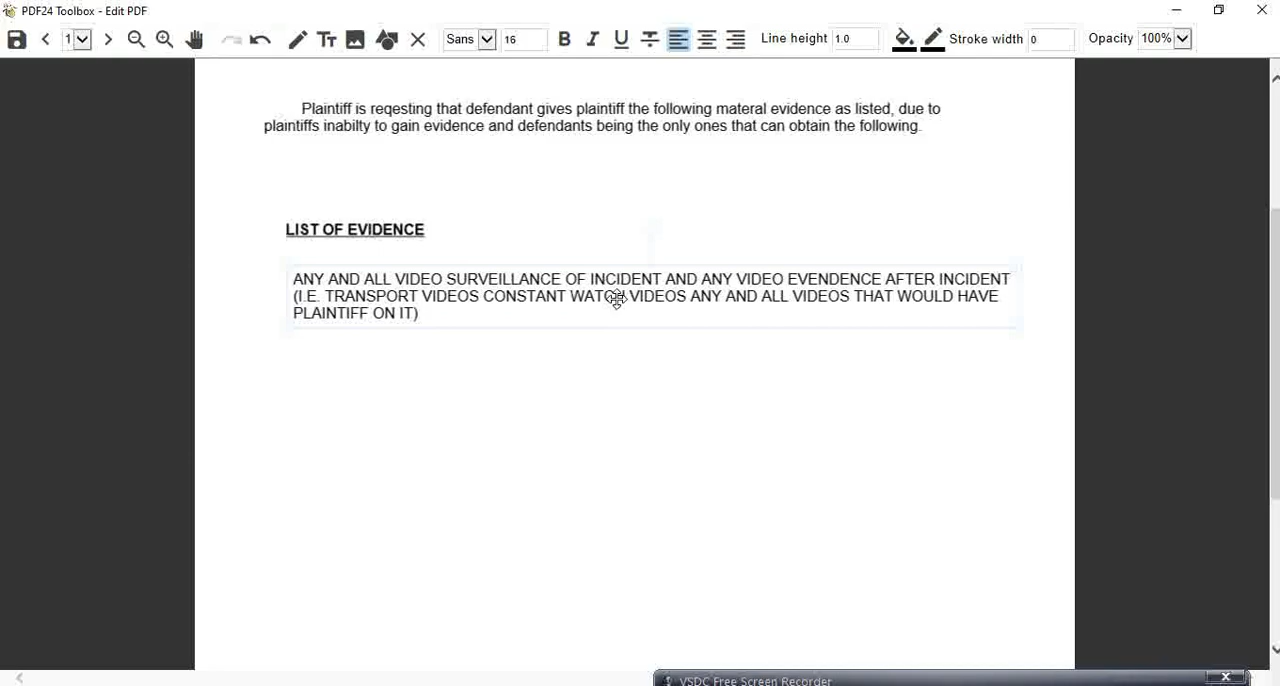 PDF24 Toolbox - Edit PDF
1 Sans 16 Line height 1.0 Stroke width 0 Opacity 100%
Plaintiff is reqesting that defendant gives plaintiff the following materal evidence as listed, due to
plaintiffs inabilty to gain evidence and defendants being the only ones that can obtain the following.
LIST OF EVIDENCE
ANY AND ALL VIDEO SURVEILLANCE OF INCIDENT AND ANY VIDEO EVENDENCE AFTER INCIDENT
(I.E. TRANSPORT VIDEOS CONSTANT WATCH VIDEOS ANY AND ALL VIDEOS THAT WOULD HAVE
PLAINTIFF ON IT)
VSDC Free Screen Recorder